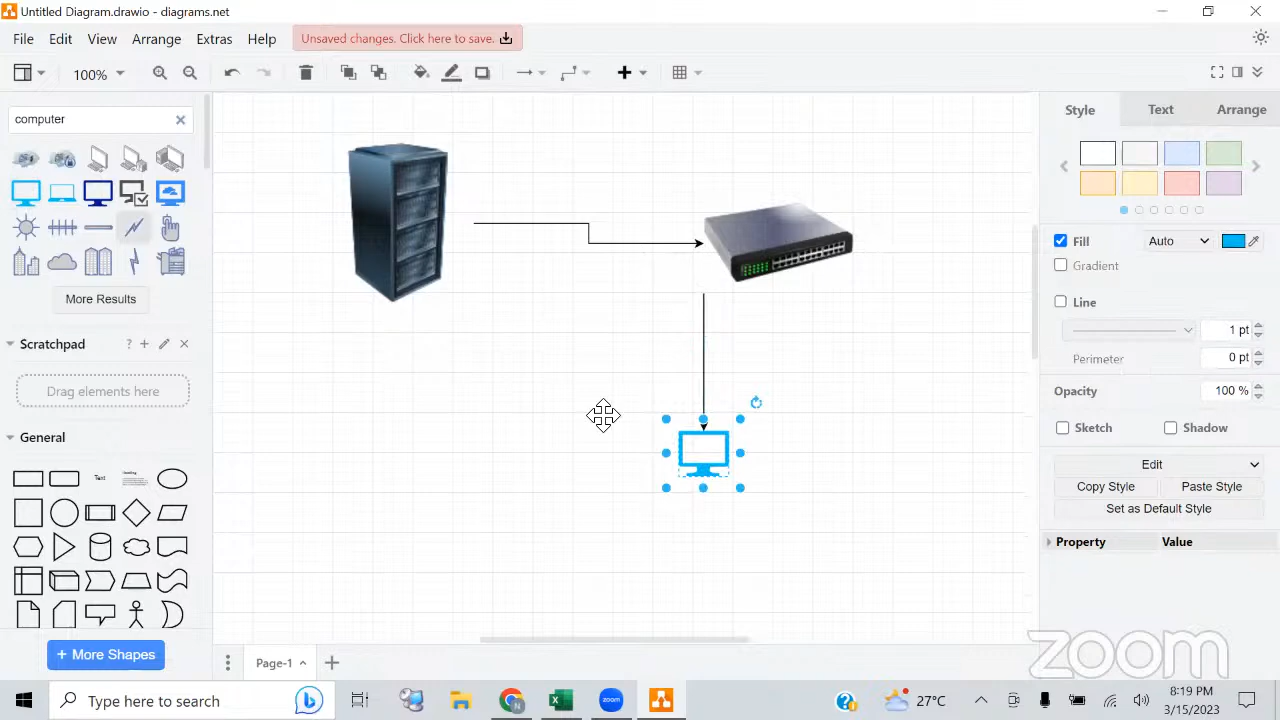 Untitled Diagram.drawio - diagrams.net
File Edit View Arrange Extras Help Unsaved changes. Click here to save.
100%
computer
Style Text Arrange
Fill Auto
Gradient
More Results
Line
1 pt
Scratchpad ?
Perimeter 0 pt
Drag elements here
Opacity 100 %
Sketch Shadow
General
Edit
Text
Heading
Copy Style Paste Style
Set as Default Style
Property Value
+ More Shapes
Page-1
zoom
Type here to search
zoom
27°C
8:19 PM
3/15/2023